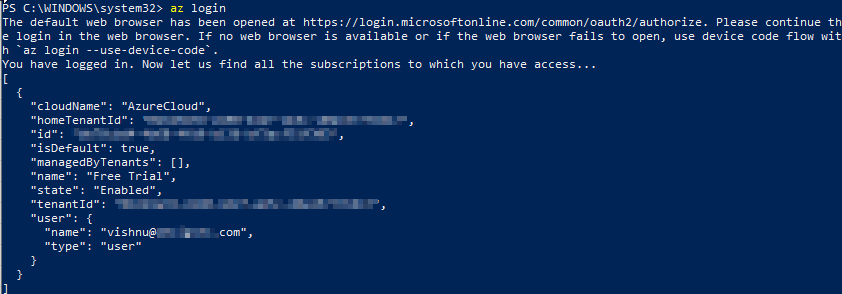 PS C:\WINDOWS\system32> az login
The default web browser has been opened at https://login.microsoftonline.com/common/oauth2/authorize. Please continue th
e login in the web browser. If no web browser is available or if the web browser fails to open, use device code flow wit
h `az login --use-device-code`.
You have logged in. Now let us find all the subscriptions to which you have access...
[
  {
    "cloudName": "AzureCloud",
    "homeTenantId": "",
    "id": "",
    "isDefault": true,
    "managedByTenants": [],
    "name": "Free Trial",
    "state": "Enabled",
    "tenantId": "",
    "user": {
      "name": "vishnu@.com",
      "type": "user"
    }
  }
]